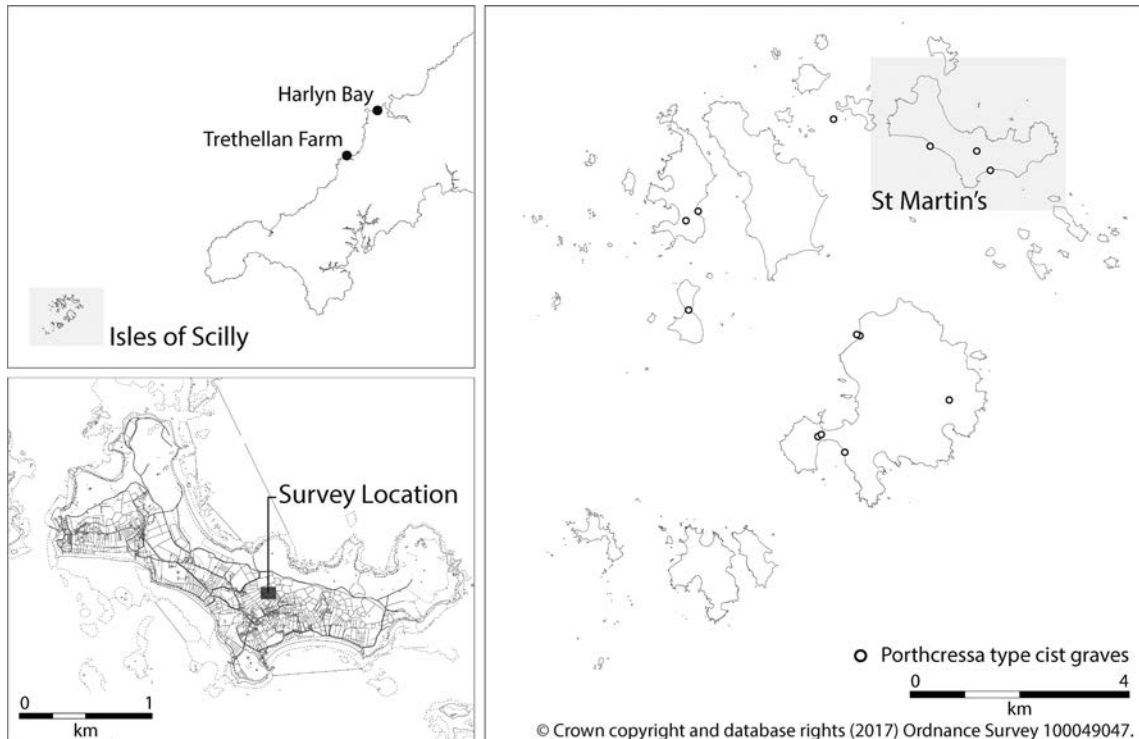 Harlyn Bay
Trethellan Farm
Isles of Scilly
Survey Location
0 1
km
St Martin's
Porthcressa type cist graves
0 4
km
© Crown copyright and database rights (2017) Ordnance Survey 100049047.